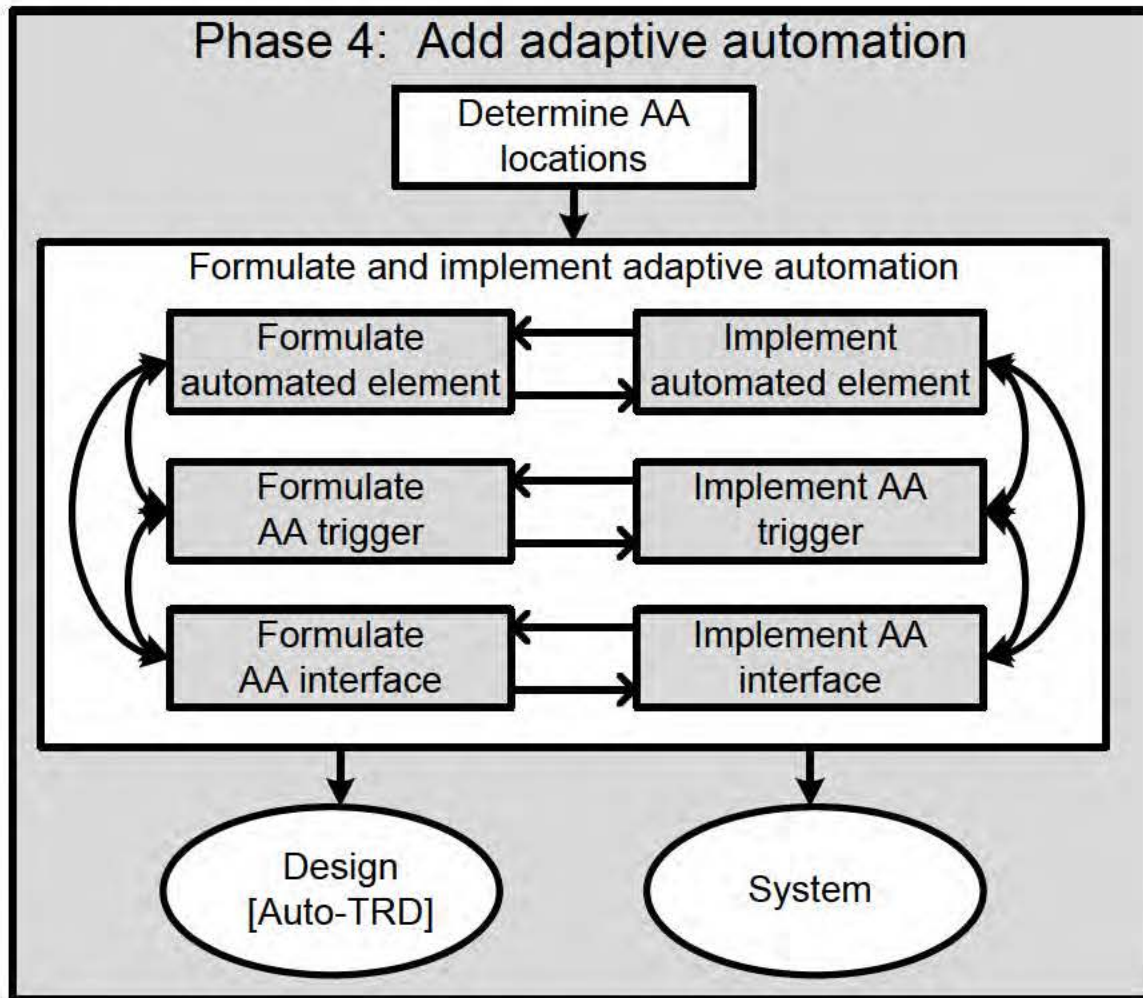 Phase 4: Add adaptive automation
Determine AA
locations
Formulate and implement adaptive automation
Formulate
automated element
Implement
automated element
Formulate
AA trigger
Implement AA
trigger
Formulate
AA interface
Implement AA
interface
Design
[Auto-TRD]
System